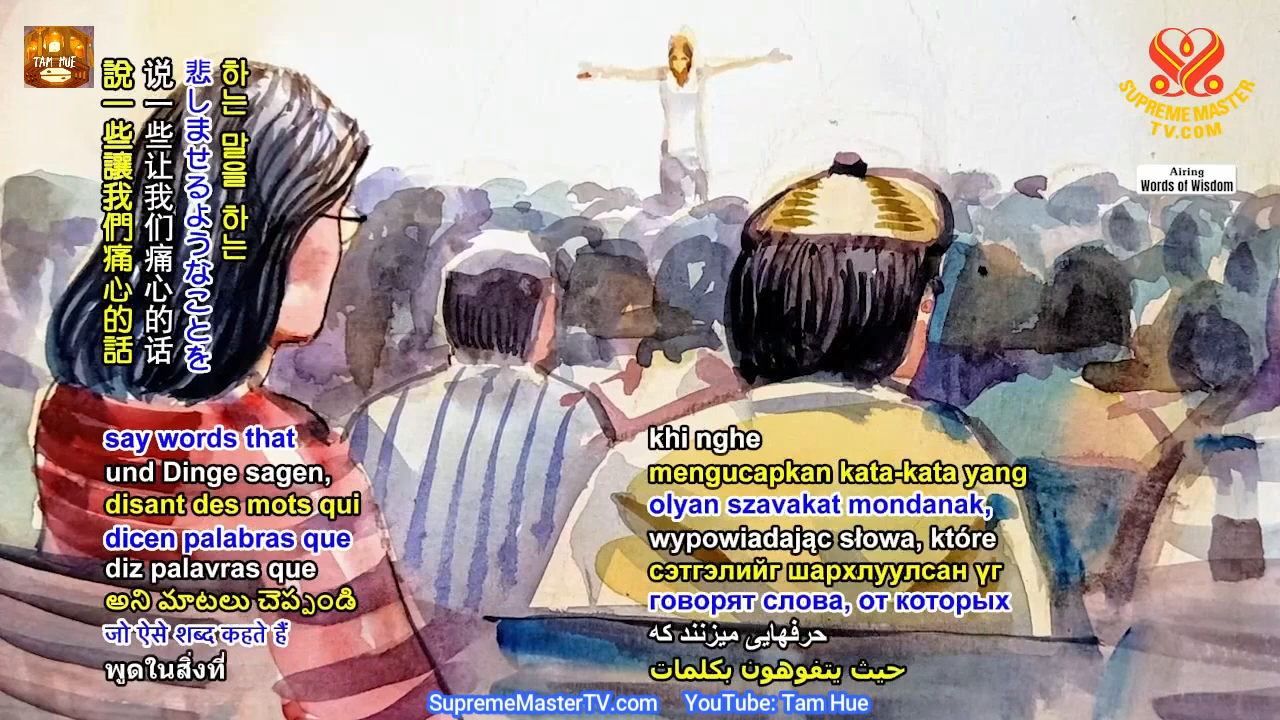 TAM HUE
說一些讓我們痛心的話
说一些让我们痛心的话
悲しませるようなことを
하는 말을 하는
SUPREME MASTER
TV.COM
Airing
Words of Wisdom
say words that
und Dinge sagen,
disant des mots qui
dicen palabras que
diz palavras que
అని మాటలు చెప్పండి
जो ऐसे शब्द कहते हैं
พูดในสิ่งที่
khi nghe
mengucapkan kata-kata yang
olyan szavakat mondanak,
wypowiadając słowa, które
сэтгэлийг шархлуулсан үг
говорят слова, от которых
حرفهایی میزنند که
حيث يتفوهون بكلمات
SupremeMasterTV.com YouTube: Tam Hue